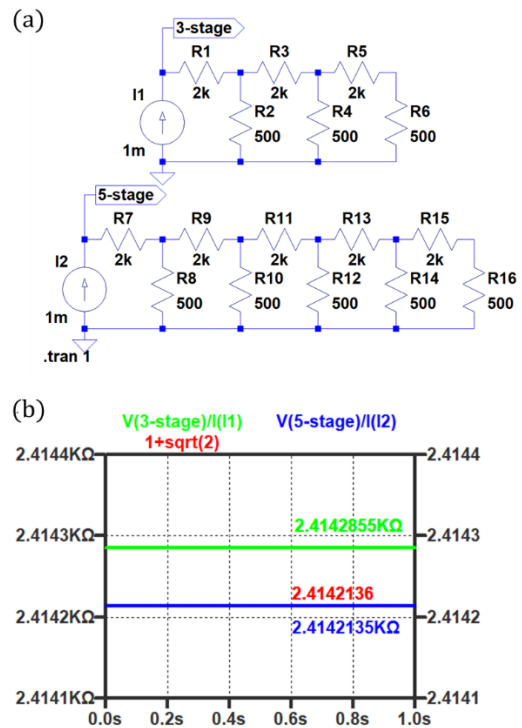 (a)
3-stage
R1 R3 R5
2k 2k 2k
I1
R2 R4 R6
500 500 500
1m
5-stage
R7 R9 R11 R13 R15
2k 2k 2k 2k 2k
I2
R8 R10 R12 R14 R16
500 500 500 500 500
1m
.tran 1
(b)
V(3-stage)/I(I1) V(5-stage)/I(I2)
1+sqrt(2)
2.4144KΩ 2.4144
2.4142855KΩ
2.4143KΩ 2.4143
2.4142136
2.4142KΩ 2.4142
2.4142135KΩ
2.4141KΩ 2.4141
0.0s 0.2s 0.4s 0.6s 0.8s 1.0s